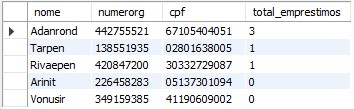 nome numerorg cpf total_emprestimos
Adanrond 442755521 67105404051 3
Tarpen 138551935 02801638005 1
Rivaepen 420847200 30332729087 1
Arinit 226458283 05137301094 0
Vonusir 349159385 41190609002 0